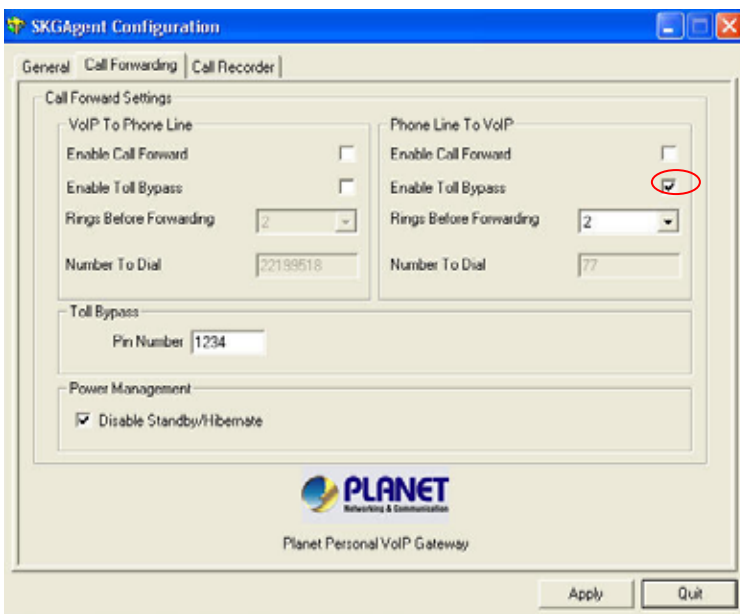 SKGAgent Configuration
General Call Forwarding Call Recorder
Call Forward Settings
VoIP To Phone Line
Enable Call Forward
Enable Toll Bypass
Rings Before Forwarding 2
Number To Dial 22199518
Phone Line To VoIP
Enable Call Forward
Enable Toll Bypass
Rings Before Forwarding 2
Number To Dial 77
Toll Bypass
Pin Number 1234
Power Management
Disable Standby/Hibernate
PLANET
Networking & Communication
Planet Personal VoIP Gateway
Apply Quit